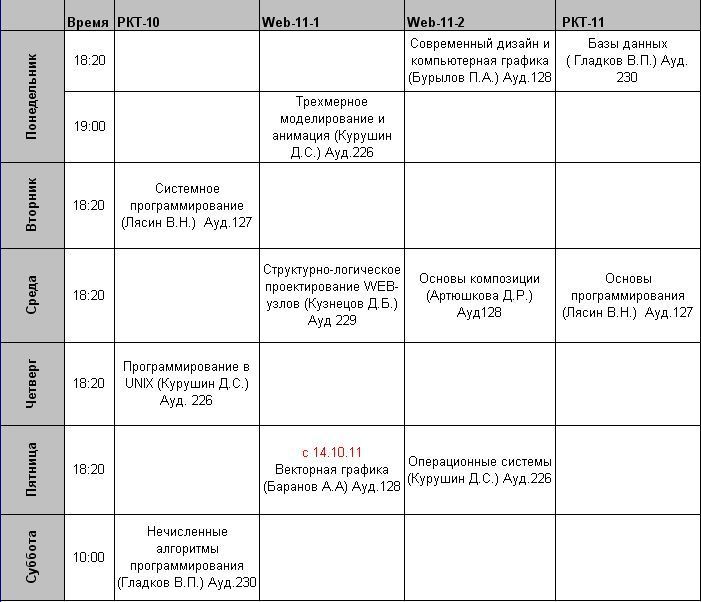 Время РКТ-10 Web-11-1 Web-11-2 РКТ-11
Понедельник
18:20
Современный дизайн и
компьютерная графика
(Бурылов П.А.) Ауд.128
Базы данных
( Гладков В.П.) Ауд.
230
19:00
Трехмерное
моделирование и
анимация (Курушин
Д.С.) Ауд.226
Вторник
18:20
Системное
программирование
(Лясин В.Н.) Ауд.127
Среда
18:20
Структурно-логическое
проектирование WEB-
узлов (Кузнецов Д.Б.)
Ауд 229
Основы композиции
(Артюшкова Д.Р.)
Ауд128
Основы
программирования
(Лясин В.Н.) Ауд.127
Четверг
18:20
Программирование в
UNIX (Курушин Д.С.)
Ауд. 226
Пятница
18:20
с 14.10.11
Векторная графика
(Баранов А.А) Ауд.128
Операционные системы
(Курушин Д.С.) Ауд.226
Суббота
10:00
Нечисленные
алгоритмы
программирования
(Гладков В.П.) Ауд.230